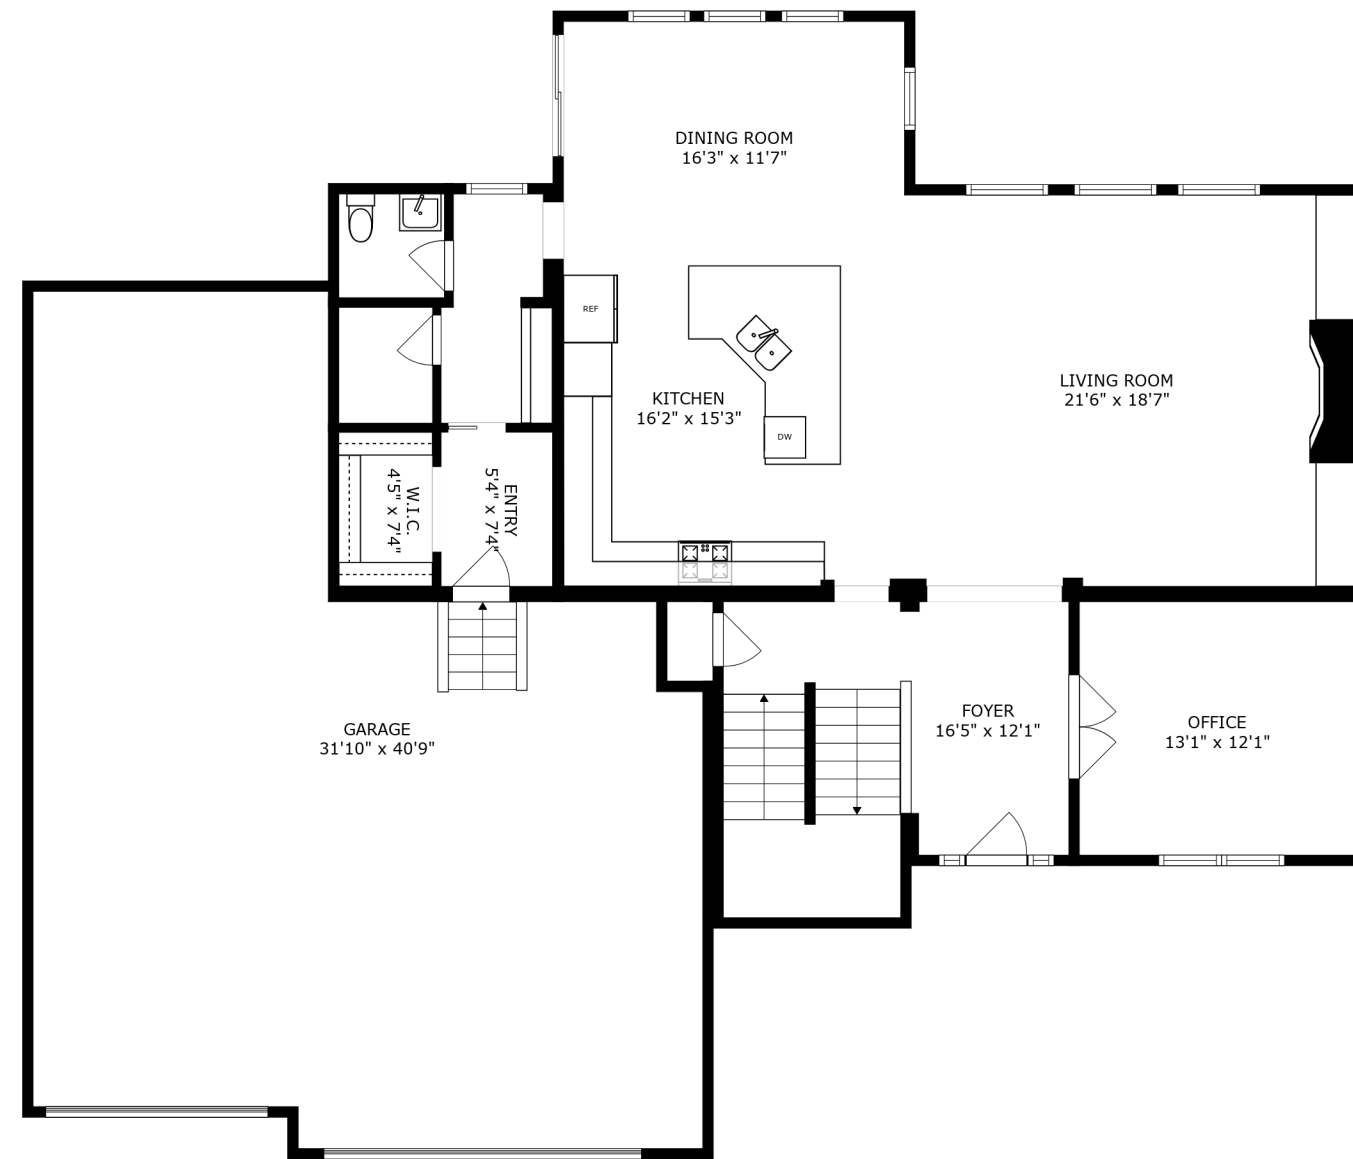 DINING ROOM
16'3" x 11'7"
REF
KITCHEN
16'2" x 15'3"
DW
LIVING ROOM
21'6" x 18'7"
W.I.C.
4'5" x 7'4"
ENTRY
5'4" x 7'4"
GARAGE
31'10" x 40'9"
FOYER
16'5" x 12'1"
OFFICE
13'1" x 12'1"